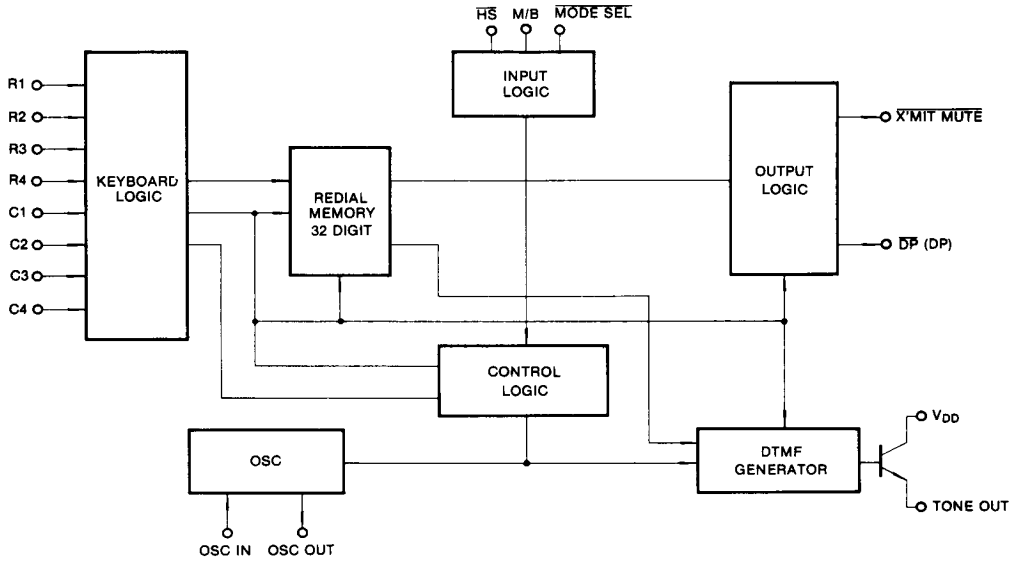 HS M/B MODE SEL
INPUT
LOGIC
R1
R2
R3
R4
C1
C2
C3
C4
KEYBOARD
LOGIC
REDIAL
MEMORY
32 DIGIT
OUTPUT
LOGIC
X'MIT MUTE
DP (DP)
CONTROL
LOGIC
OSC
OSC IN OSC OUT
DTMF
GENERATOR
VDD
TONE OUT